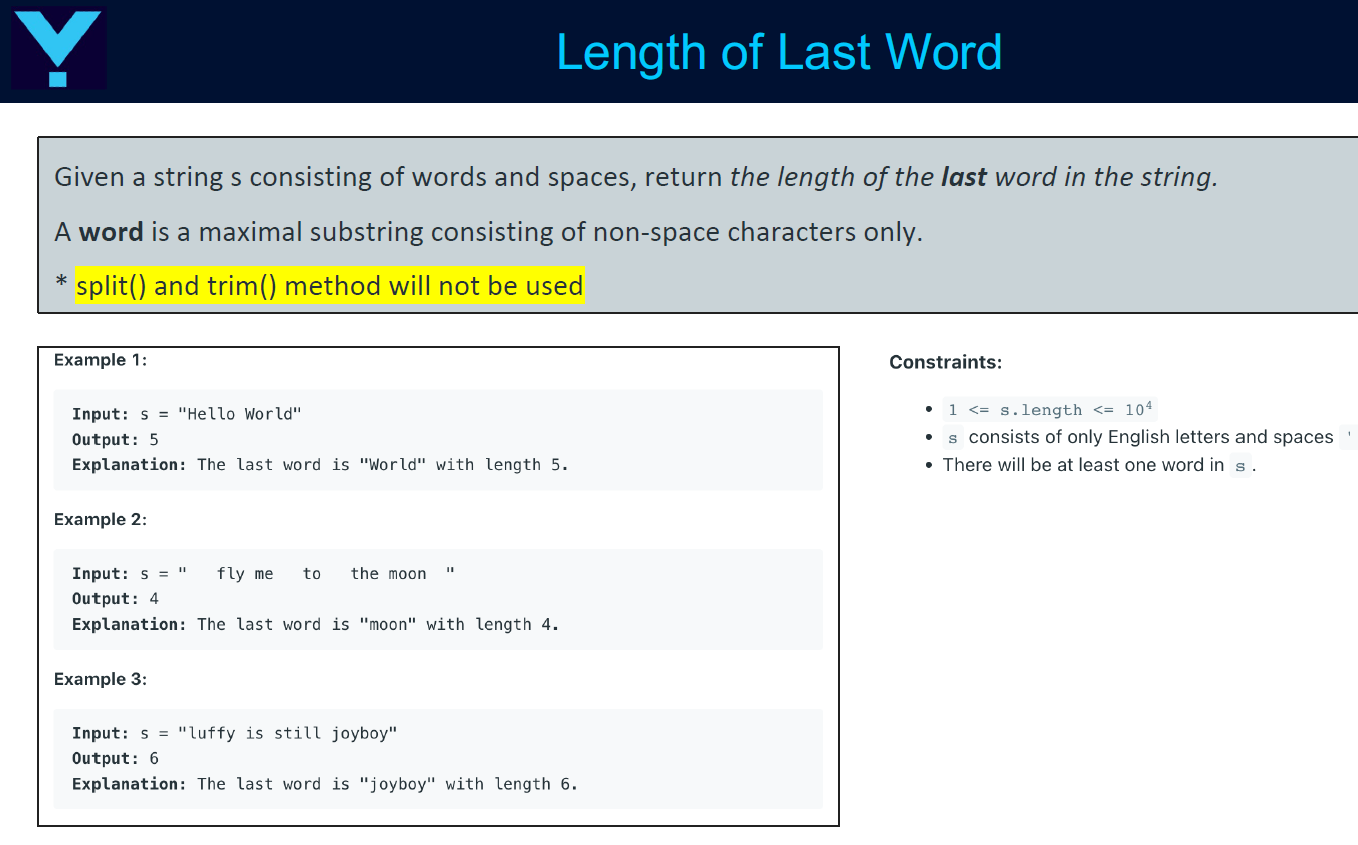 Length of Last Word
Given a string s consisting of words and spaces, return the length of the last word in the string.
A word is a maximal substring consisting of non-space characters only.
* split() and trim() method will not be used
Example 1:
Input: s = "Hello World"
Output: 5
Explanation: The last word is "World" with length 5.
Example 2:
Input: s = "   fly me   to   the moon  "
Output: 4
Explanation: The last word is "moon" with length 4.
Example 3:
Input: s = "luffy is still joyboy"
Output: 6
Explanation: The last word is "joyboy" with length 6.
Constraints:
• 1 <= s.length <= 10⁴
• s consists of only English letters and spaces '
• There will be at least one word in s.